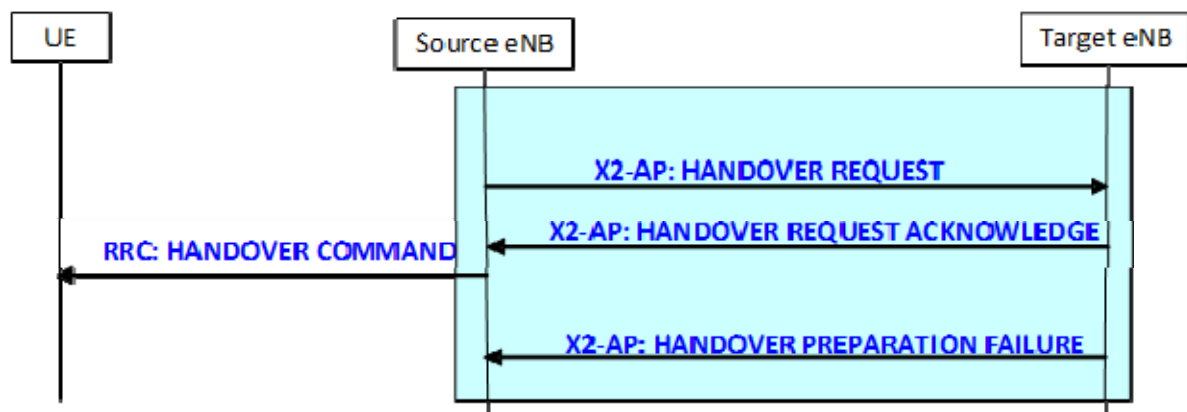 UE
Source eNB
Target eNB
X2-AP: HANDOVER REQUEST
X2-AP: HANDOVER REQUEST ACKNOWLEDGE
RRC: HANDOVER COMMAND
X2-AP: HANDOVER PREPARATION FAILURE